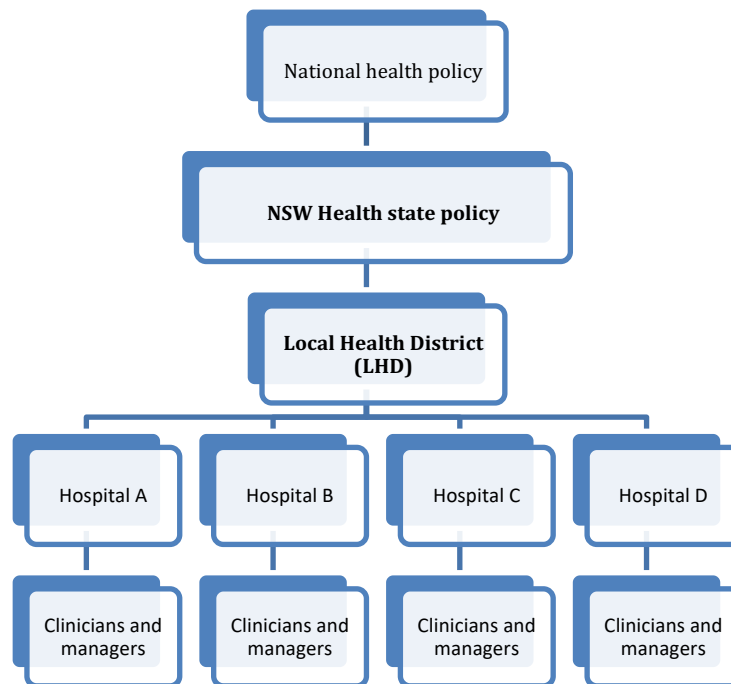 National health policy
NSW Health state policy
Local Health District
(LHD)
Hospital A
Hospital B
Hospital C
Hospital D
Clinicians and
managers
Clinicians and
managers
Clinicians and
managers
Clinicians and
managers